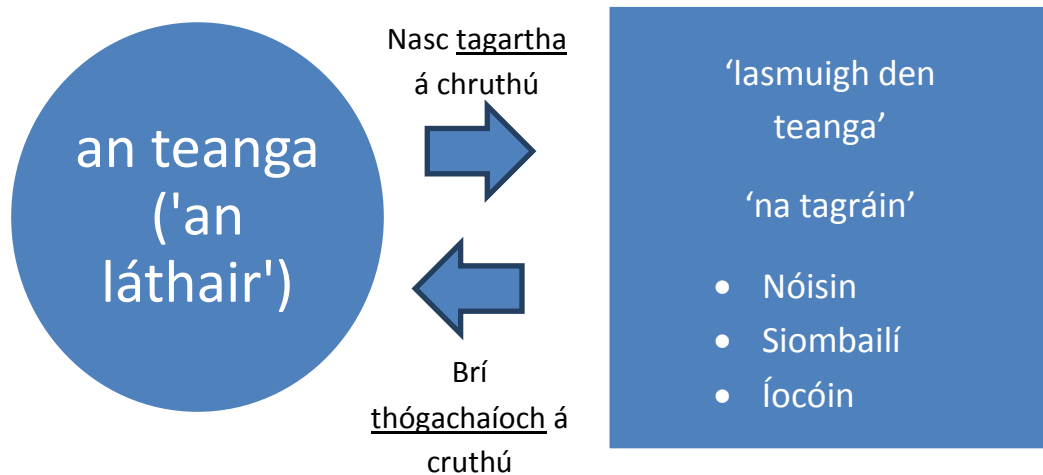 an teanga
('an
láthair')
Nasc tagartha
á chruthú
Brí
thógachaíoch á
cruthú
‘lasmuigh den
teanga’
‘na tagráin’
• Nóisin
• Siombailí
• Íocóin